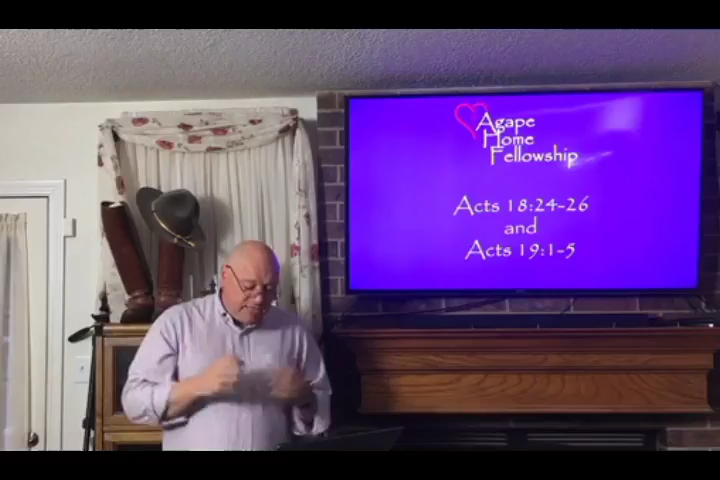 Agape
Home
Fellowship
Acts 18:24-26
and
Acts 19:1-5